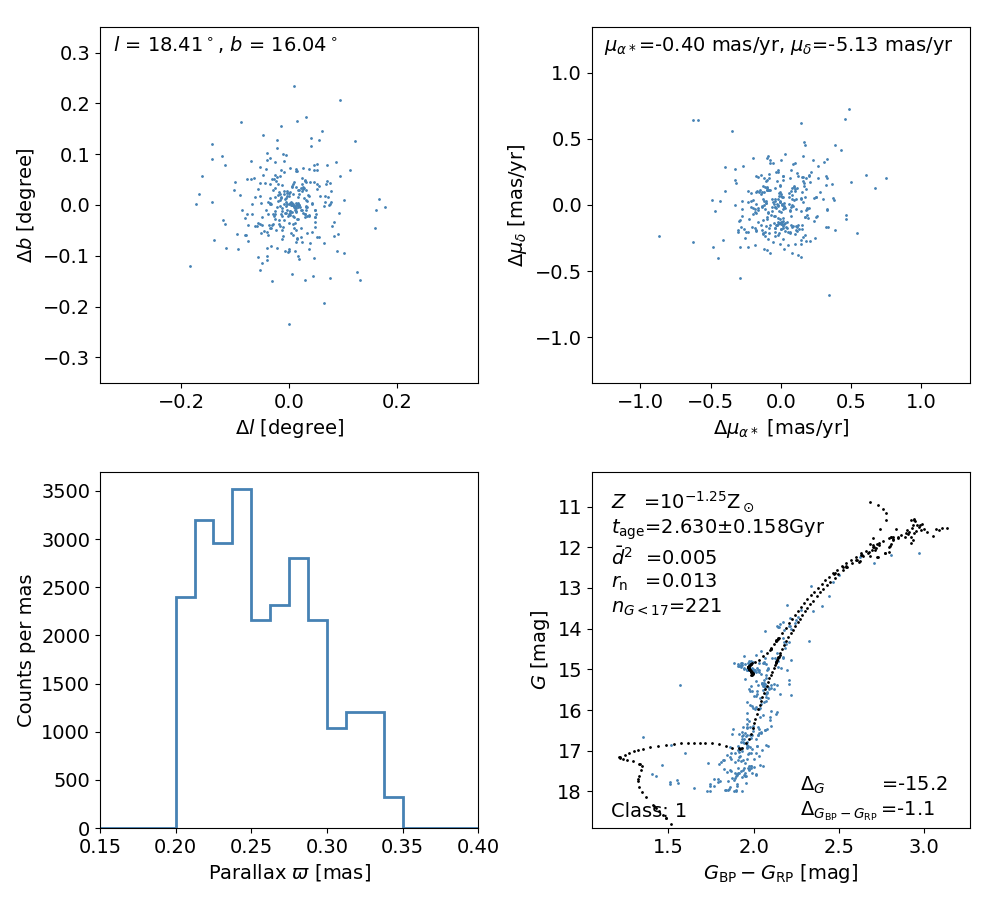 l = 18.41°, b = 16.04°
0.3
0.2
0.1
0.0
−0.1
−0.2
−0.3
Δb [degree]
−0.2 0.0 0.2
Δl [degree]
μα*=-0.40 mas/yr, μδ=-5.13 mas/yr
1.0
0.5
0.0
−0.5
−1.0
Δμδ [mas/yr]
−1.0 −0.5 0.0 0.5 1.0
Δμα* [mas/yr]
3500
3000
2500
2000
1500
1000
500
0
Counts per mas
0.15 0.20 0.25 0.30 0.35 0.40
Parallax ϖ [mas]
Z =10^−1.25 Z⊙
t_age=2.630±0.158Gyr
d̄² =0.005
r_n =0.013
n_G<17=221
11
12
13
14
15
16
17
18
G [mag]
Δ_G =-15.2
Class: 1
Δ_G_BP−G_RP =-1.1
1.5 2.0 2.5 3.0
G_BP − G_RP [mag]